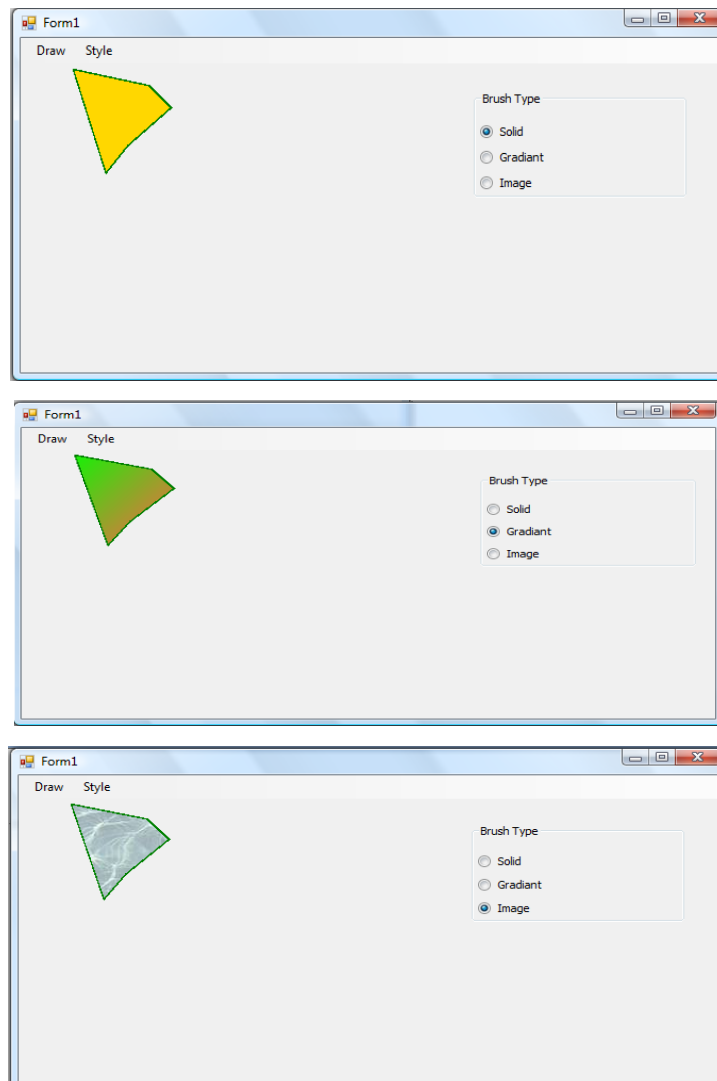 Form1
Draw Style
Brush Type
Solid
Gradiant
Image
Form1
Draw Style
Brush Type
Solid
Gradiant
Image
Form1
Draw Style
Brush Type
Solid
Gradiant
Image